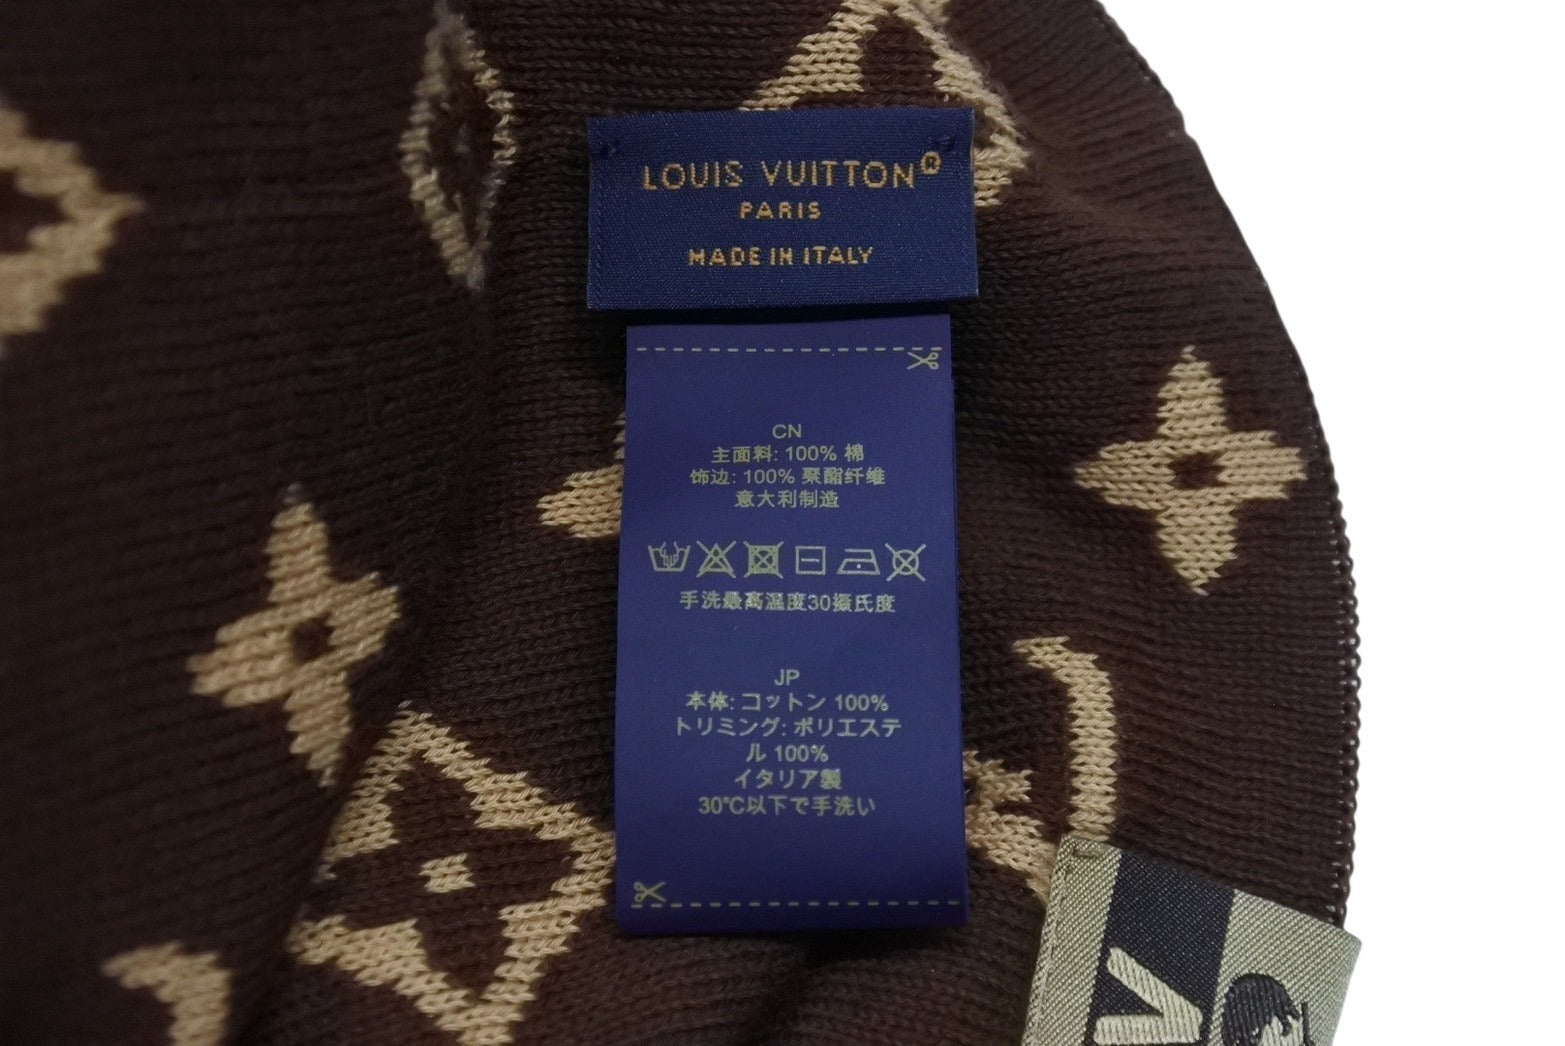 LOUIS VUITTON®
PARIS
MADE IN ITALY
CN
主面料: 100% 棉
饰边: 100% 聚酯纤维
意大利制造
手洗最高温度30摄氏度
JP
本体: コットン 100%
トリミング: ポリエステ
ル 100%
イタリア製
30℃以下で手洗い